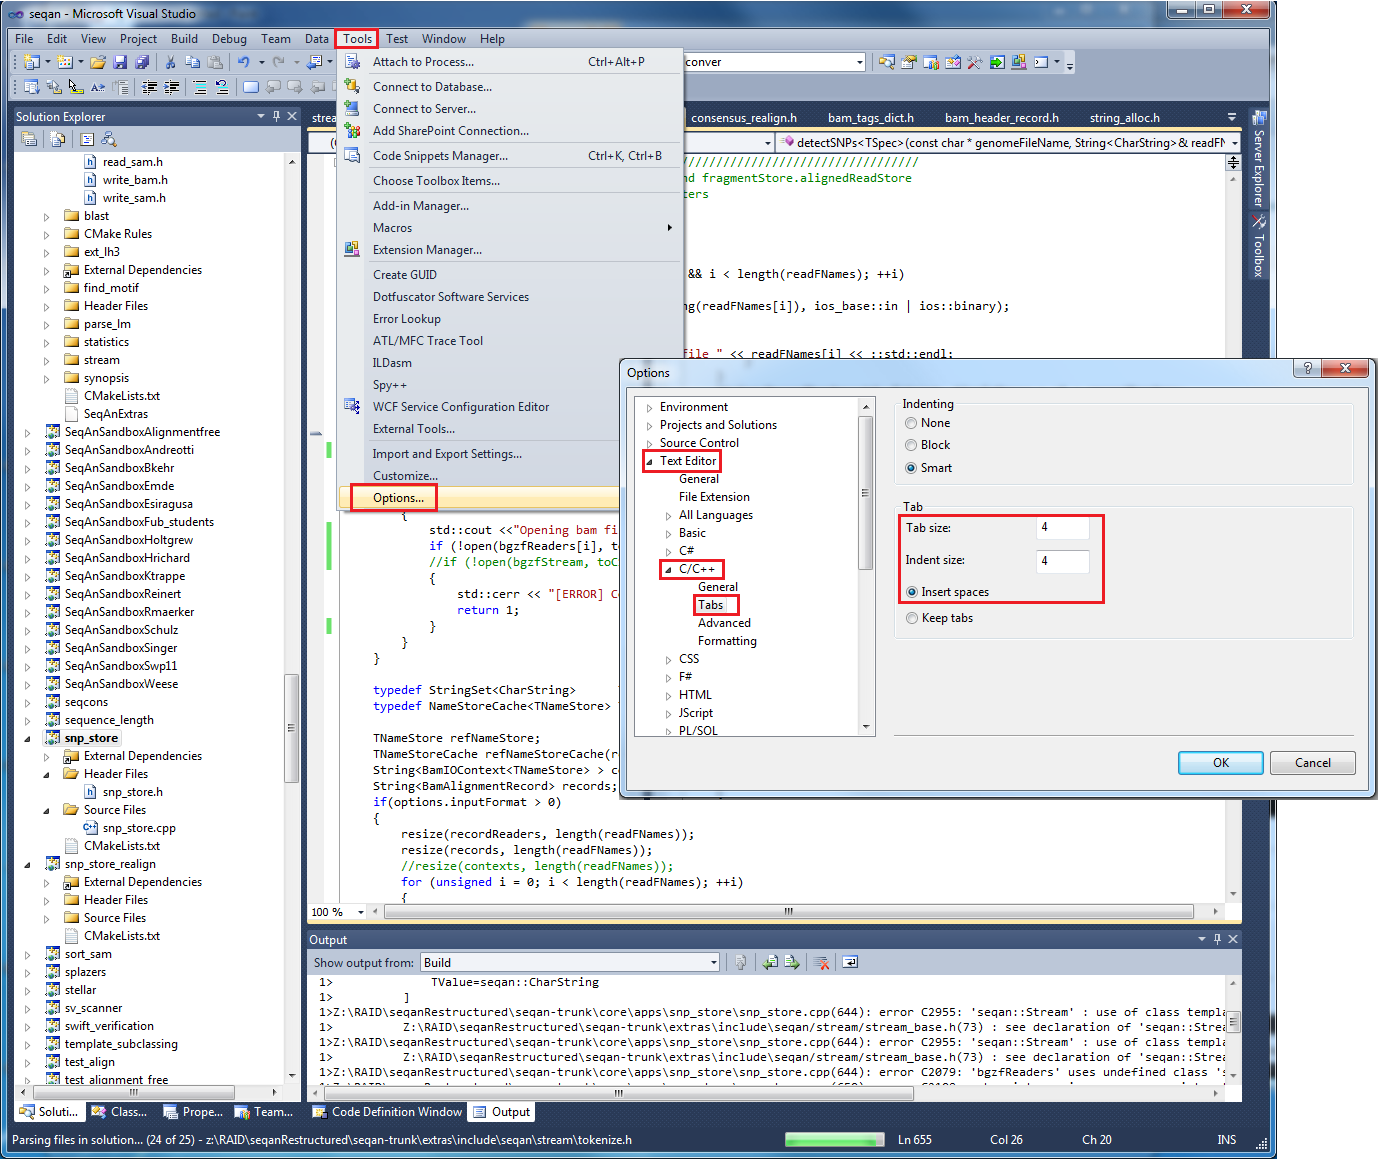 seqan - Microsoft Visual Studio
File Edit View Project Build Debug Team Data Tools Test Window Help
conver
Solution Explorer
read_sam.h
write_bam.h
write_sam.h
blast
CMake Rules
ext_lh3
External Dependencies
find_motif
Header Files
parse_lm
statistics
stream
synopsis
CMakeLists.txt
SeqAnExtras
SeqAnSandboxAlignmentfree
SeqAnSandboxAndreotti
SeqAnSandboxBkehr
SeqAnSandboxEmde
SeqAnSandboxEsiragusa
SeqAnSandboxFub_students
SeqAnSandboxHoltgrew
SeqAnSandboxHrichard
SeqAnSandboxKtrappe
SeqAnSandboxReinert
SeqAnSandboxRmaerker
SeqAnSandboxSchulz
SeqAnSandboxSinger
SeqAnSandboxSwp11
SeqAnSandboxWeese
seqcons
sequence_length
snp_store
External Dependencies
Header Files
snp_store.h
Source Files
snp_store.cpp
CMakeLists.txt
snp_store_realign
External Dependencies
Header Files
Source Files
CMakeLists.txt
sort_sam
splazers
stellar
sv_scanner
swift_verification
template_subclassing
test_align
test_alignment_free
Soluti... Class... Prope... Team...
Attach to Process... Ctrl+Alt+P
Connect to Database...
Connect to Server...
Add SharePoint Connection...
Code Snippets Manager... Ctrl+K, Ctrl+B
Choose Toolbox Items...
Add-in Manager...
Macros
Extension Manager...
Create GUID
Dotfuscator Software Services
Error Lookup
ATL/MFC Trace Tool
ILDasm
Spy++
WCF Service Configuration Editor
External Tools...
Import and Export Settings...
Customize...
Options...
strea consensus_realign.h bam_tags_dict.h bam_header_record.h string_alloc.h
detectSNPs<TSpec>(const char * genomeFileName, String<CharString>& readFN
/////////////////////////////////
nd fragmentStore.alignedReadStore
ters
&& i < length(readFNames); ++i)
ng(readFNames[i]), ios_base::in | ios::binary);
file " << readFNames[i] << ::std::endl;
{
std::cout <<"Opening bam fi
if (!open(bgzfReaders[i], to
//if (!open(bgzfStream, toC
{
std::cerr << "[ERROR] C
return 1;
}
}
}
typedef StringSet<CharString>
typedef NameStoreCache<TNameStore>
TNameStore refNameStore;
TNameStoreCache refNameStoreCache(r
String<BamIOContext<TNameStore> > c
String<BamAlignmentRecord> records;
if(options.inputFormat > 0)
{
resize(recordReaders, length(readFNames));
resize(records, length(readFNames));
//resize(contexts, length(readFNames));
for (unsigned i = 0; i < length(readFNames); ++i)
{
100 %
Server Explorer
Toolbox
Options
Environment
Projects and Solutions
Source Control
Text Editor
General
File Extension
All Languages
Basic
C#
C/C++
General
Tabs
Advanced
Formatting
CSS
F#
HTML
JScript
PL/SQL
Indenting
None
Block
Smart
Tab
Tab size: 4
Indent size: 4
Insert spaces
Keep tabs
OK Cancel
Output
Show output from: Build
1> TValue=seqan::CharString
1> ]
1>Z:\RAID\seqanRestructured\seqan-trunk\core\apps\snp_store\snp_store.cpp(644): error C2955: 'seqan::Stream' : use of class templa
1> Z:\RAID\seqanRestructured\seqan-trunk\extras\include\seqan/stream/stream_base.h(73) : see declaration of 'seqan::Stre
1>Z:\RAID\seqanRestructured\seqan-trunk\core\apps\snp_store\snp_store.cpp(644): error C2955: 'seqan::Stream' : use of class templa
1> Z:\RAID\seqanRestructured\seqan-trunk\extras\include\seqan/stream/stream_base.h(73) : see declaration of 'seqan::Stre
1>Z:\RAID\seqanRestructured\seqan-trunk\core\apps\snp_store\snp_store.cpp(644): error C2079: 'bgzfReaders' uses undefined class 's
Code Definition Window Output
Parsing files in solution... (24 of 25) - z:\RAID\seqanRestructured\seqan-trunk\extras\include\seqan\stream\tokenize.h Ln 655 Col 26 Ch 20 INS